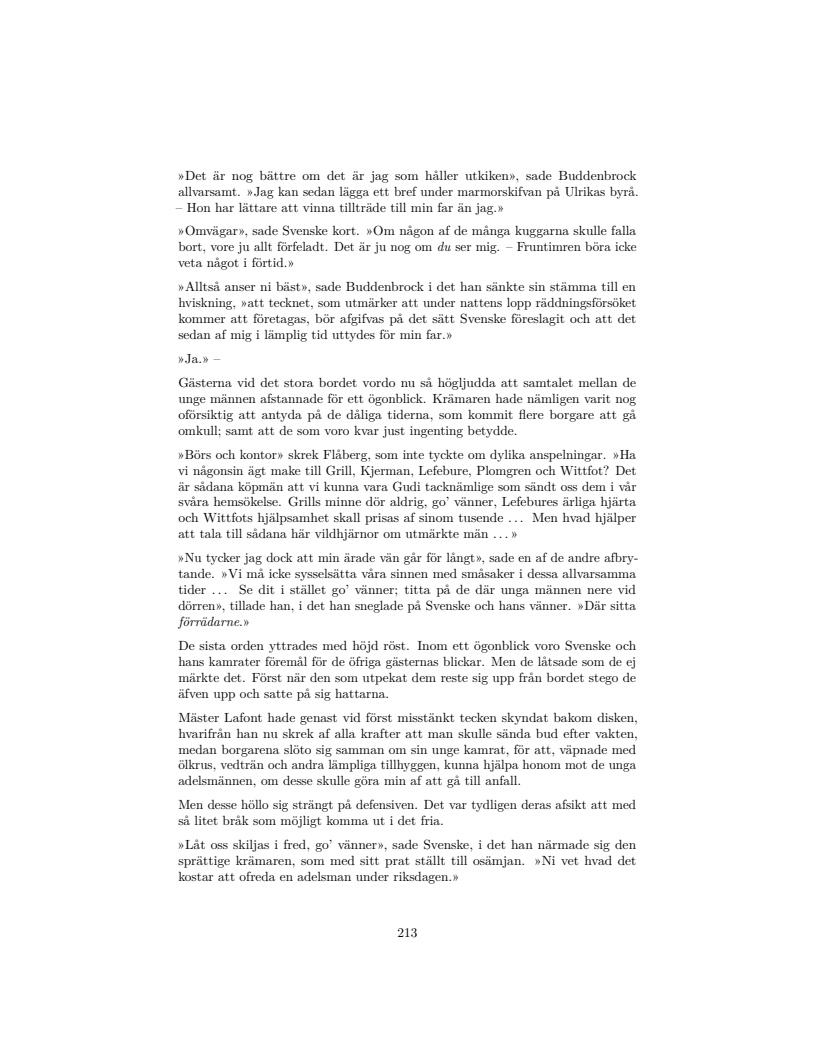 »Det är nog bättre om det är jag som håller utkiken», sade Buddenbrock
allvarsamt. »Jag kan sedan lägga ett bref under marmorskifvan på Ulrikas byrå.
– Hon har lättare att vinna tillträde till min far än jag.»
»Omvägar», sade Svenske kort. »Om någon af de många kuggarna skulle falla
bort, vore ju allt förfeladt. Det är ju nog om du ser mig. – Fruntimren böra icke
veta något i förtid.»
»Alltså anser ni bäst», sade Buddenbrock i det han sänkte sin stämma till en
hviskning, »att tecknet, som utmärker att under nattens lopp räddningsförsöket
kommer att företagas, bör afgifvas på det sätt Svenske föreslagit och att det
sedan af mig i lämplig tid uttydes för min far.»
»Ja.» –
Gästerna vid det stora bordet vordo nu så högljudda att samtalet mellan de
unge männen afstannade för ett ögonblick. Krämaren hade nämligen varit nog
oförsiktig att antyda på de dåliga tiderna, som kommit flere borgare att gå
omkull; samt att de som voro kvar just ingenting betydde.
»Börs och kontor» skrek Flåberg, som inte tyckte om dylika anspelningar. »Ha
vi någonsin ägt make till Grill, Kjerman, Lefebure, Plomgren och Wittfot? Det
är sådana köpmän att vi kunna vara Gudi tacknämlige som sändt oss dem i vår
svåra hemsökelse. Grills minne dör aldrig, go’ vänner, Lefebures ärliga hjärta
och Wittfots hjälpsamhet skall prisas af sinom tusende ... Men hvad hjälper
att tala till sådana här vildhjärnor om utmärkte män ... »
»Nu tycker jag dock att min ärade vän går för långt», sade en af de andre afbry-
tande. »Vi må icke sysselsätta våra sinnen med småsaker i dessa allvarsamma
tider ... Se dit i stället go’ vänner; titta på de där unga männen nere vid
dörren», tillade han, i det han sneglade på Svenske och hans vänner. »Där sitta
förrädarne.»
De sista orden yttrades med höjd röst. Inom ett ögonblick voro Svenske och
hans kamrater föremål för de öfriga gästernas blickar. Men de låtsade som de ej
märkte det. Först när den som utpekat dem reste sig upp från bordet stego de
äfven upp och satte på sig hattarna.
Mäster Lafont hade genast vid först misstänkt tecken skyndat bakom disken,
hvarifrån han nu skrek af alla krafter att man skulle sända bud efter vakten,
medan borgarena slöto sig samman om sin unge kamrat, för att, väpnade med
ölkrus, vedträn och andra lämpliga tillhyggen, kunna hjälpa honom mot de unga
adelsmännen, om desse skulle göra min af att gå till anfall.
Men desse höllo sig strängt på defensiven. Det var tydligen deras afsikt att med
så litet bråk som möjligt komma ut i det fria.
»Låt oss skiljas i fred, go’ vänner», sade Svenske, i det han närmade sig den
sprättige krämaren, som med sitt prat ställt till osämjan. »Ni vet hvad det
kostar att ofreda en adelsman under riksdagen.»
213